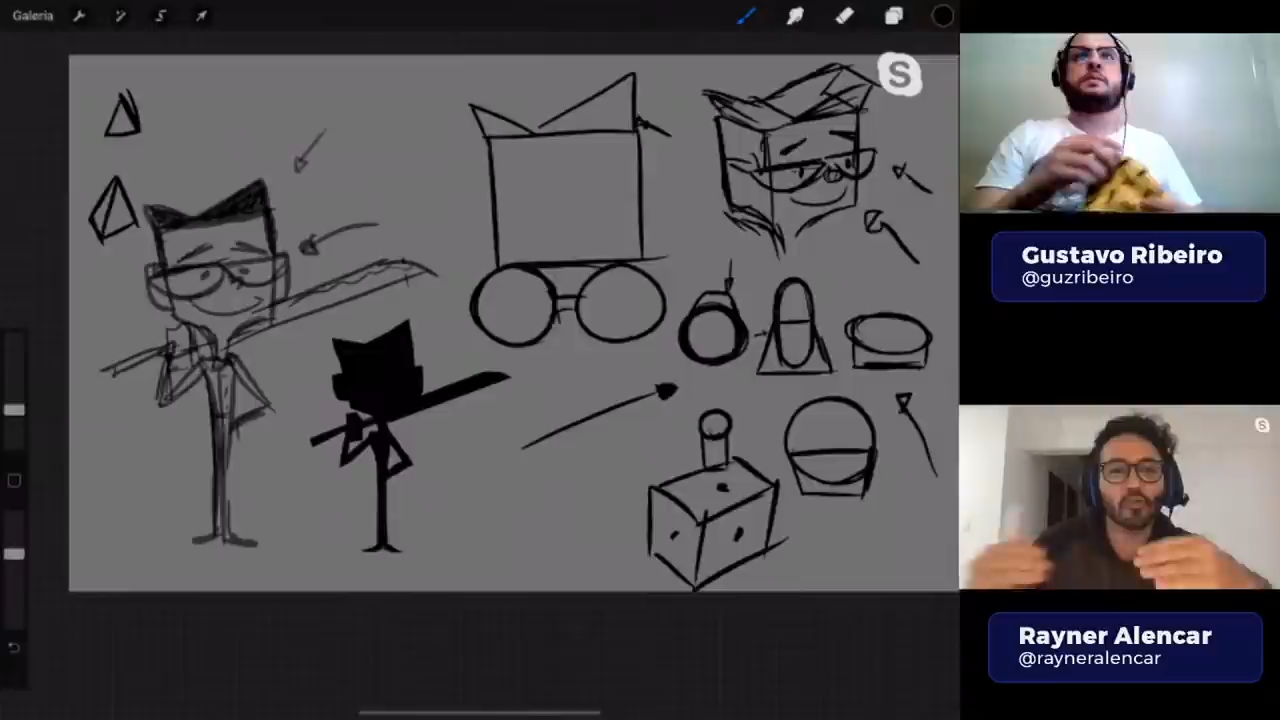 Galeria
S
Gustavo Ribeiro
@guzribeiro
S
Rayner Alencar
@rayneralencar